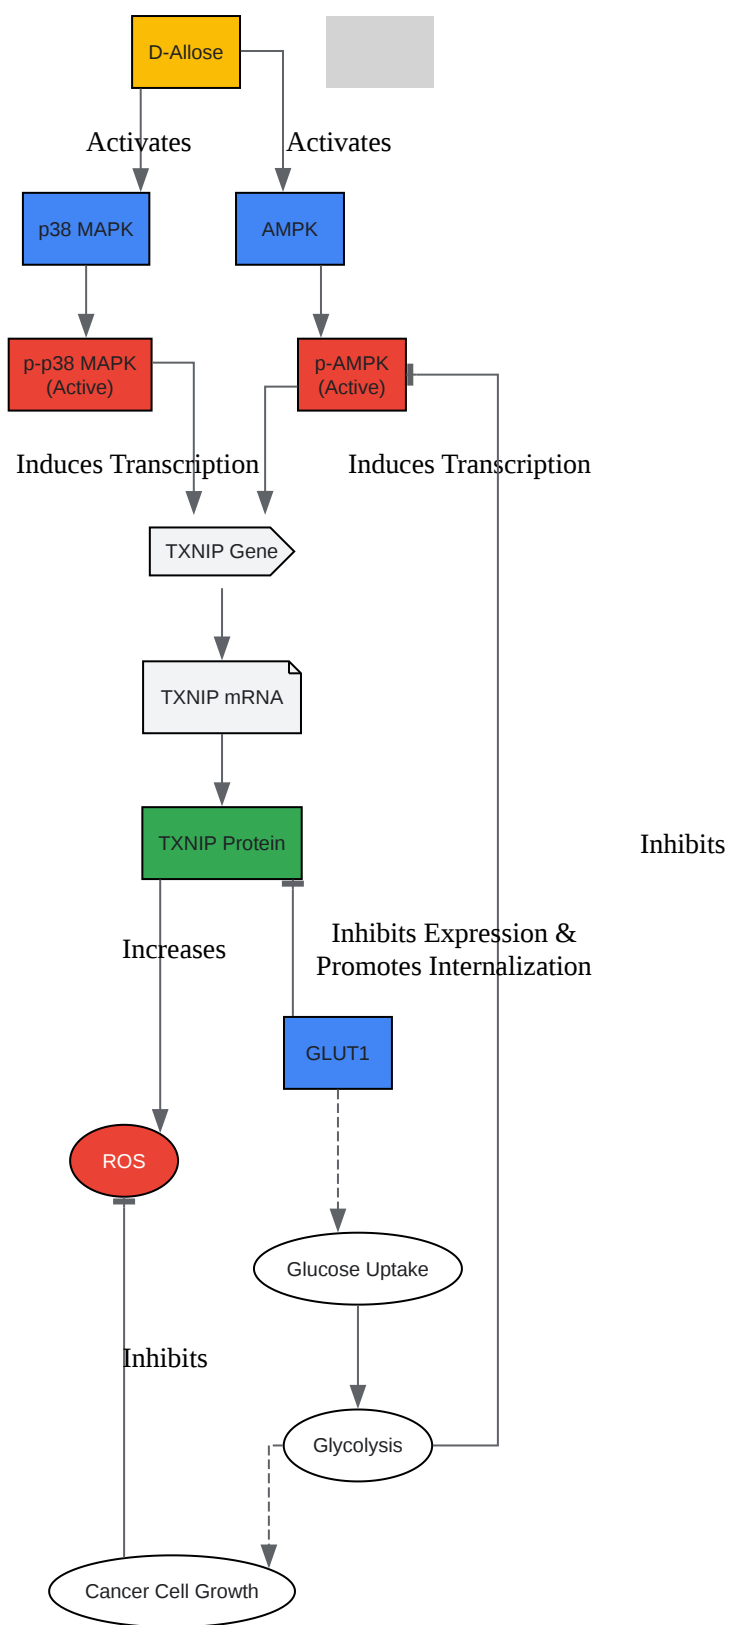 D-Allose
Activates
Activates
p38 MAPK
AMPK
p-p38 MAPK
(Active)
p-AMPK
(Active)
Induces Transcription
Induces Transcription
TXNIP Gene
TXNIP mRNA
TXNIP Protein
Inhibits
Increases
Inhibits Expression &
Promotes Internalization
GLUT1
ROS
Glucose Uptake
Inhibits
Glycolysis
Cancer Cell Growth